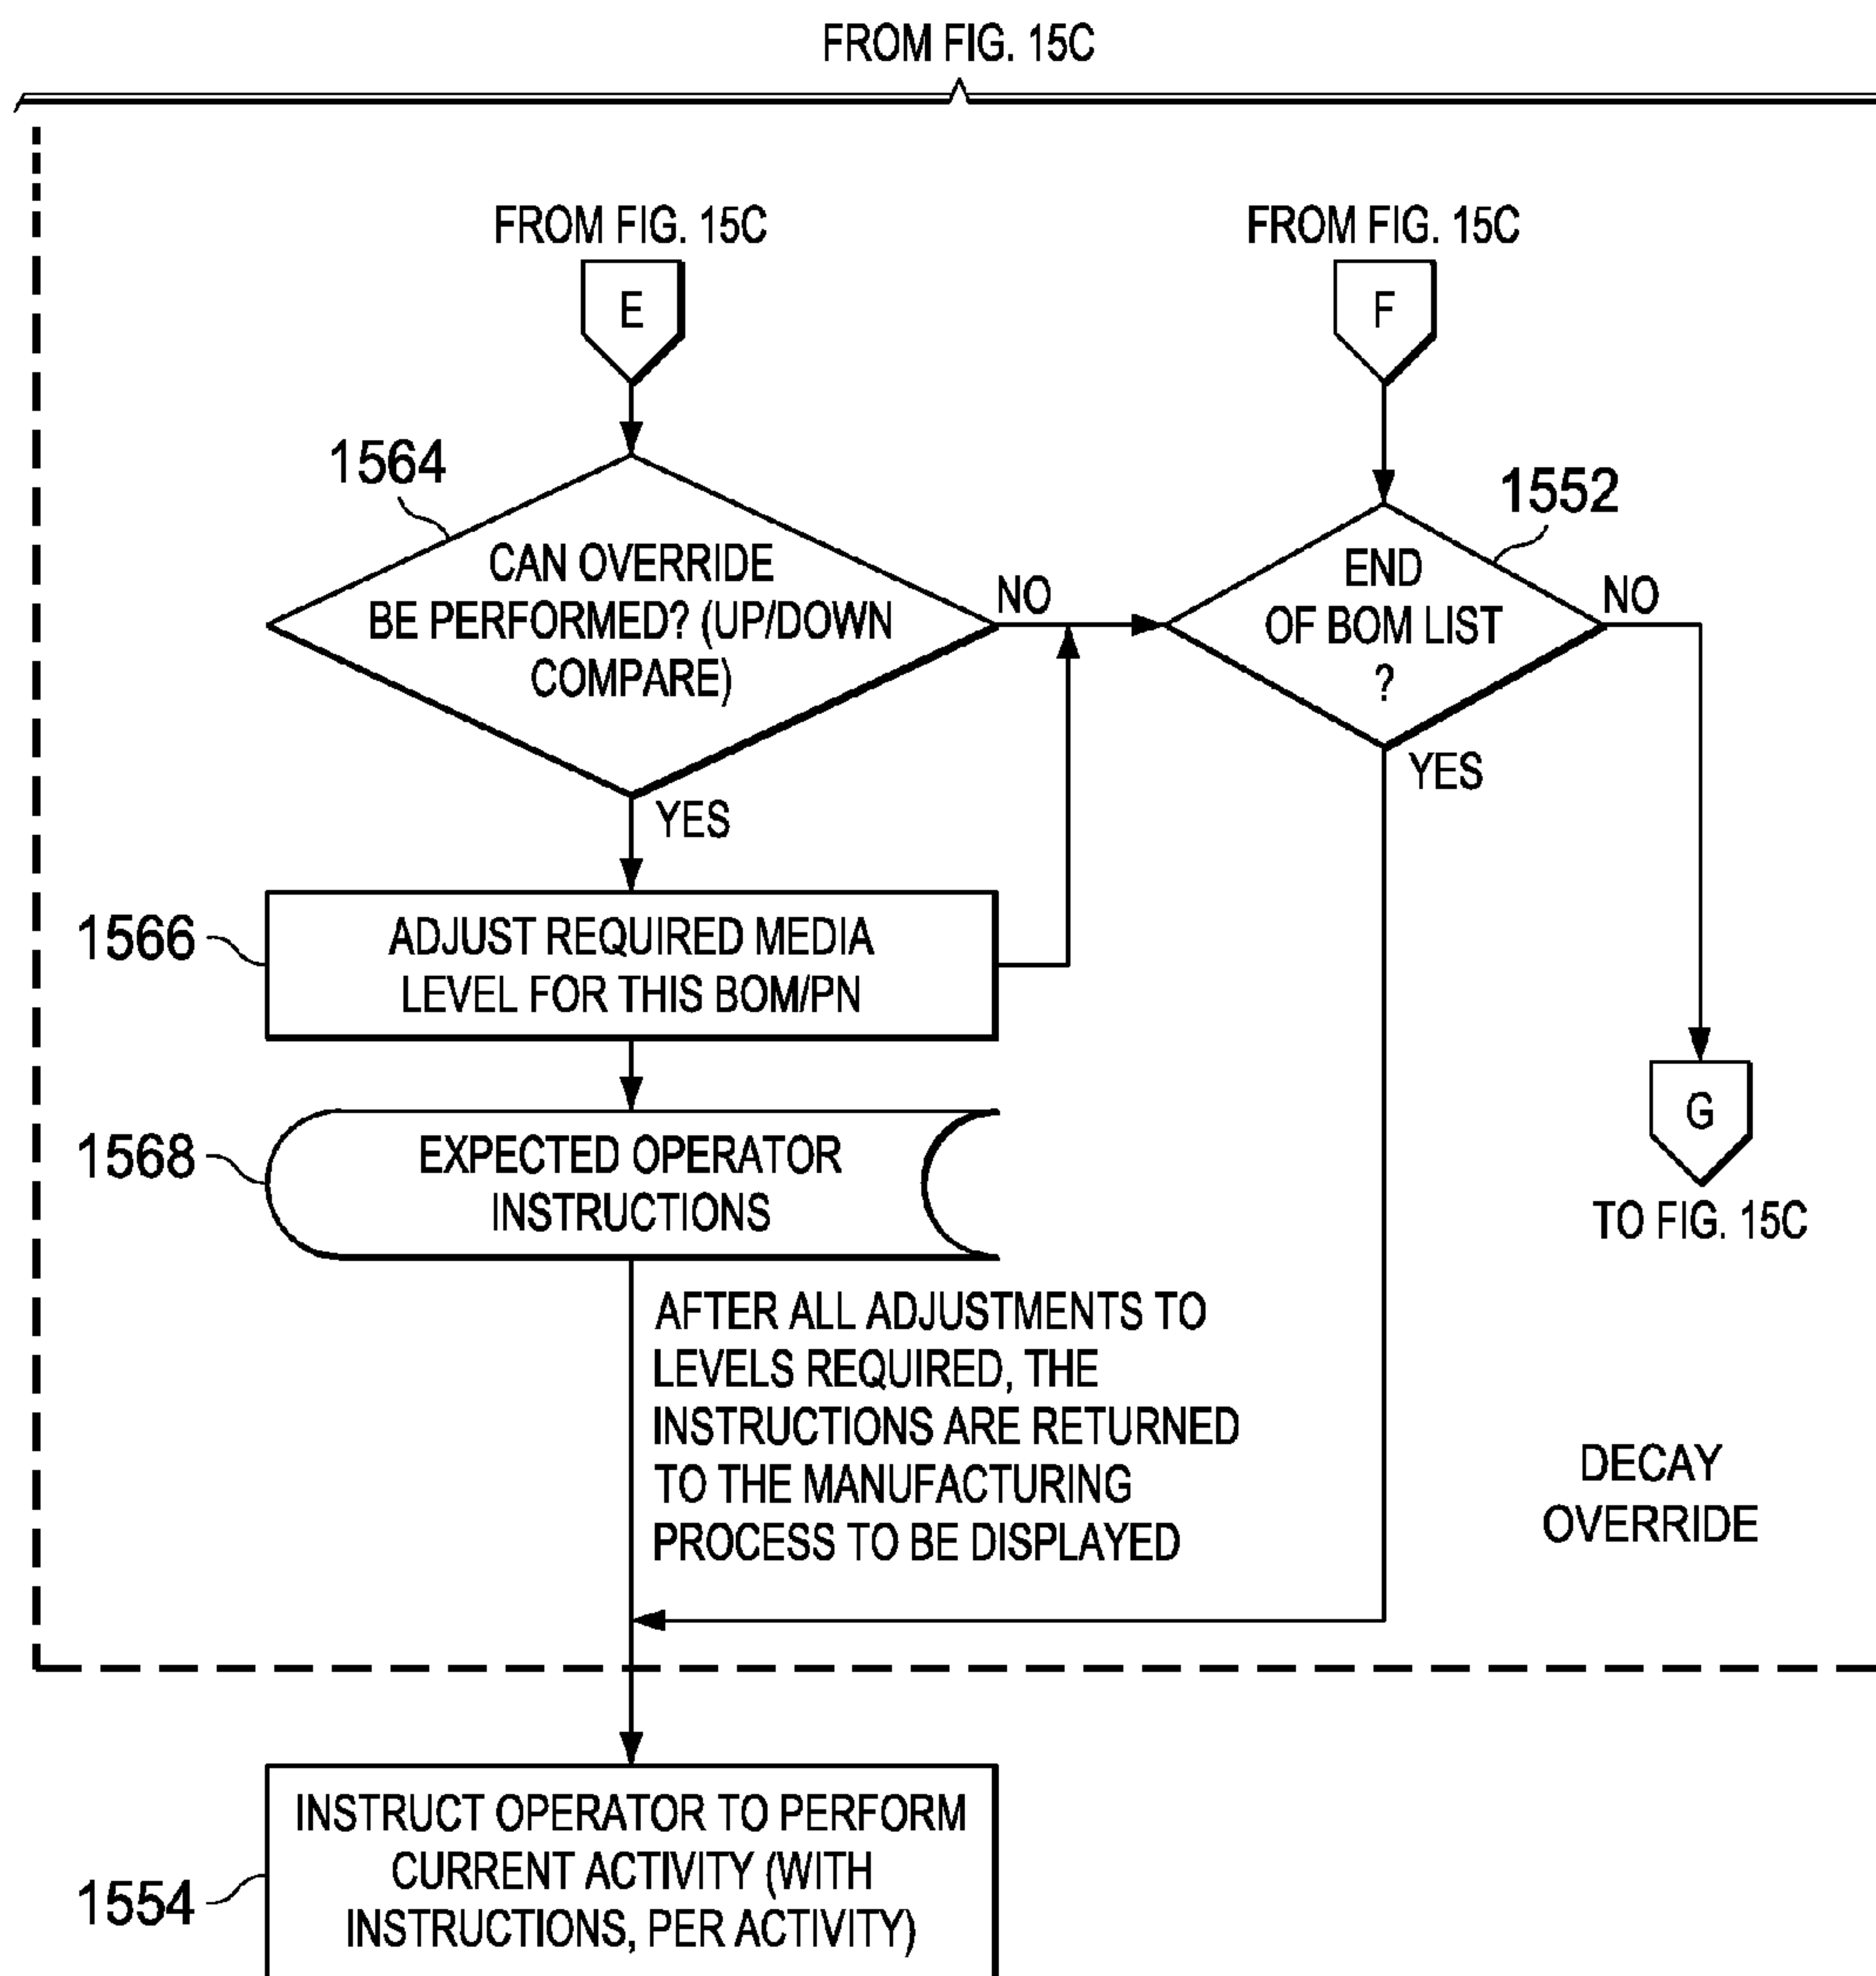 FROM FIG. 15C
FROM FIG. 15C
E
FROM FIG. 15C
F
1564
CAN OVERRIDE
BE PERFORMED? (UP/DOWN
COMPARE)
NO
YES
1552
END
OF BOM LIST
?
NO
YES
1566
ADJUST REQUIRED MEDIA
LEVEL FOR THIS BOM/PN
G
TO FIG. 15C
1568
EXPECTED OPERATOR
INSTRUCTIONS
AFTER ALL ADJUSTMENTS TO
LEVELS REQUIRED, THE
INSTRUCTIONS ARE RETURNED
TO THE MANUFACTURING
PROCESS TO BE DISPLAYED
DECAY
OVERRIDE
1554
INSTRUCT OPERATOR TO PERFORM
CURRENT ACTIVITY (WITH
INSTRUCTIONS, PER ACTIVITY)